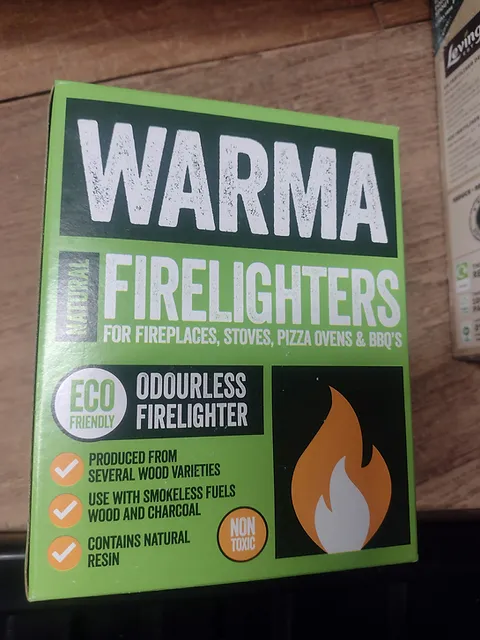 WARMA
NATURAL
FIRELIGHTERS
FOR FIREPLACES, STOVES, PIZZA OVENS & BBQ'S
ECO
FRIENDLY
ODOURLESS
FIRELIGHTER
PRODUCED FROM
SEVERAL WOOD VARIETIES
USE WITH SMOKELESS FUELS
WOOD AND CHARCOAL
CONTAINS NATURAL
RESIN
NON
TOXIC
Loving